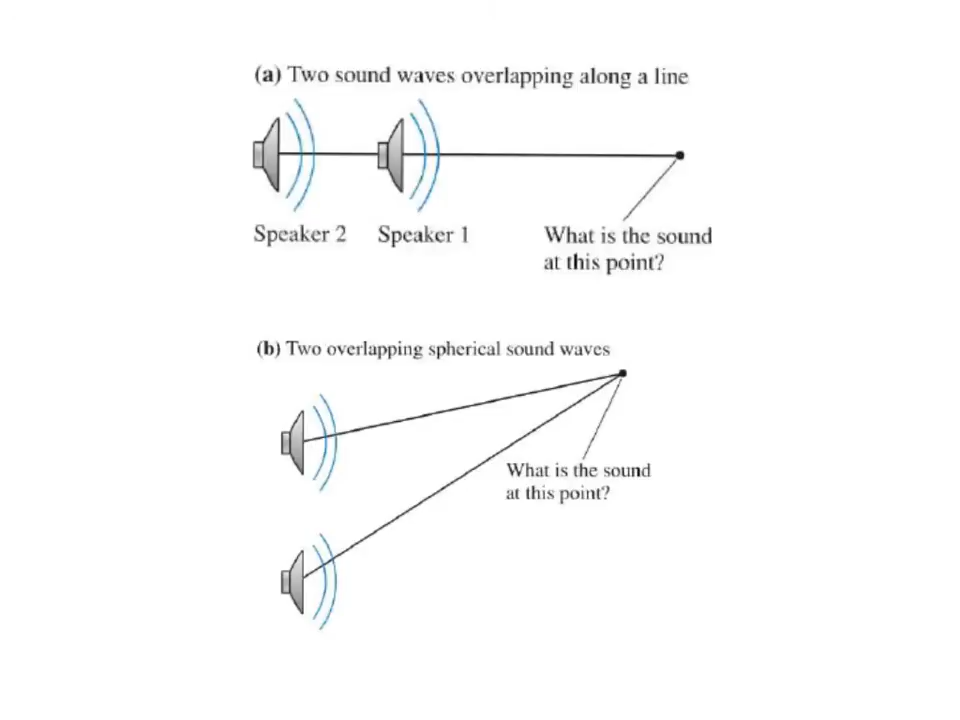 (a) Two sound waves overlapping along a line
Speaker 2
Speaker 1
What is the sound
at this point?
(b) Two overlapping spherical sound waves
What is the sound
at this point?